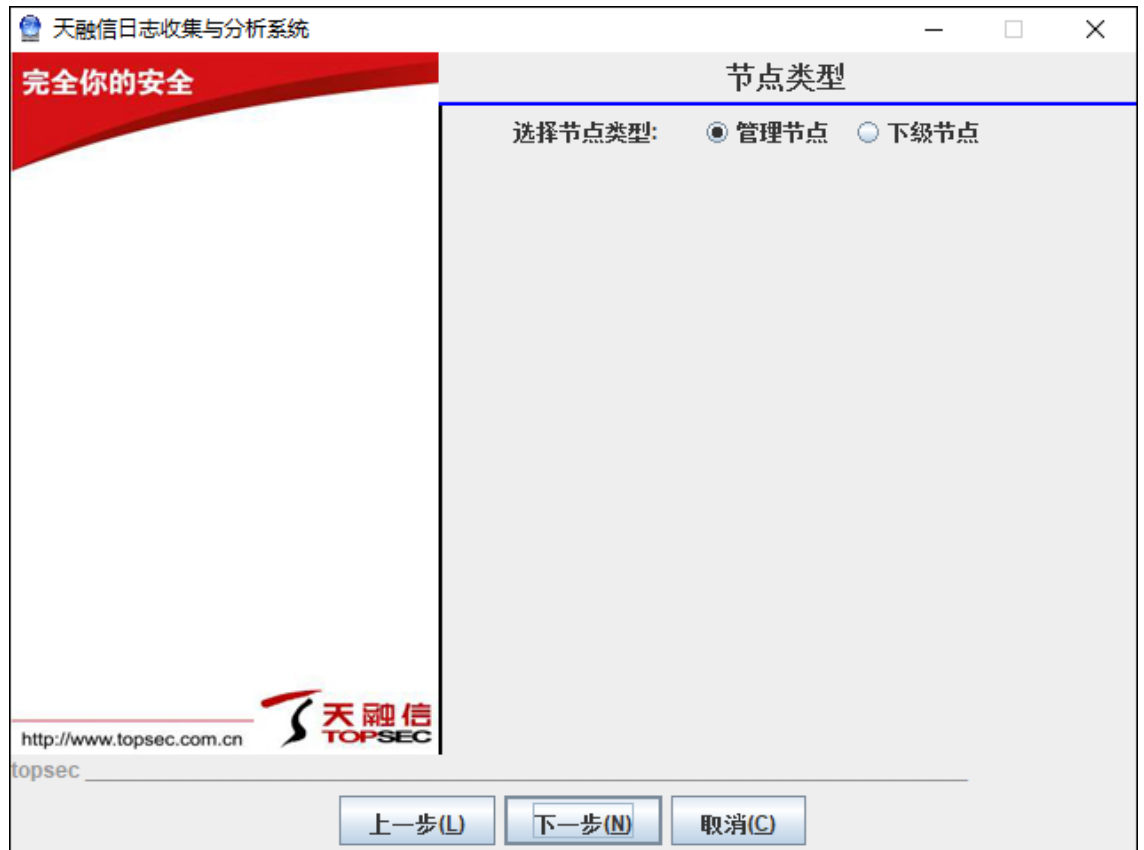 天融信日志收集与分析系统
完全你的安全
节点类型
选择节点类型: 管理节点 下级节点
天融信
TOPSEC
http://www.topsec.com.cn
topsec
上一步(L) 下一步(N) 取消(C)